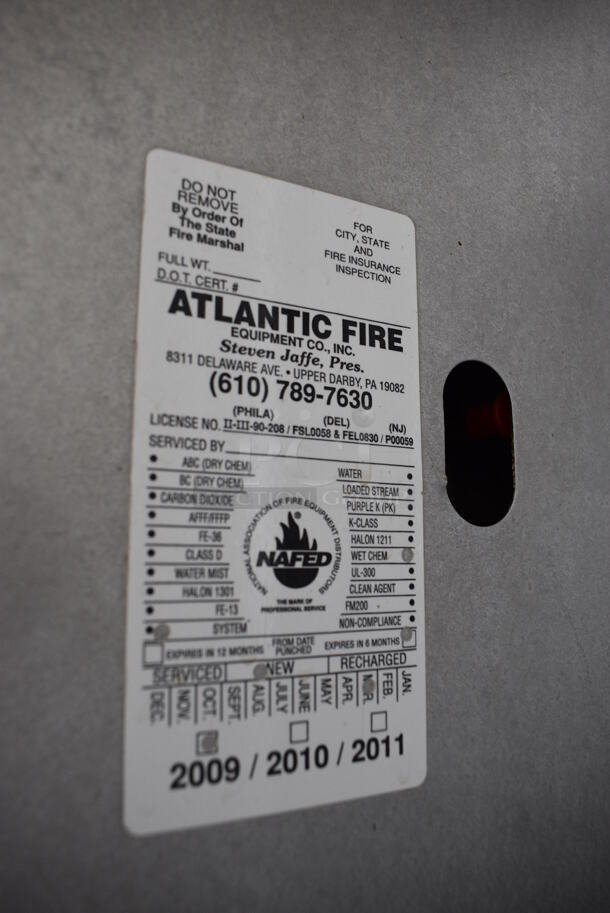 DO NOT
REMOVE
By Order Of
The State
Fire Marshal
FOR
CITY, STATE
AND
FIRE INSURANCE
INSPECTION
FULL WT.
D.O.T. CERT. #
ATLANTIC FIRE
EQUIPMENT CO., INC.
Steven Jaffe, Pres.
8311 DELAWARE AVE. • UPPER DARBY, PA 19082
(610) 789-7630
(PHILA) (DEL) (NJ)
LICENSE NO. II-III-90-208 / FSL0058 & FEL0830 / P00059
SERVICED BY
ABC (DRY CHEM)
BC (DRY CHEM)
CARBON DIOXIDE
AFFF/FFFP
FE-36
CLASS D
WATER MIST
HALON 1301
FE-13
SYSTEM
NATIONAL ASSOCIATION OF FIRE EQUIPMENT DISTRIBUTORS
NAFED
THE MARK OF
PROFESSIONAL SERVICE
WATER
LOADED STREAM
PURPLE K (PK)
K-CLASS
HALON 1211
WET CHEM
UL-300
CLEAN AGENT
FM200
NON-COMPLIANCE
EXPIRES IN 12 MONTHS
FROM DATE
PUNCHED
EXPIRES IN 6 MONTHS
SERVICED NEW RECHARGED
DEC. NOV. OCT. SEPT. AUG. JULY JUNE MAY APR. MAR. FEB. JAN.
2009 / 2010 / 2011